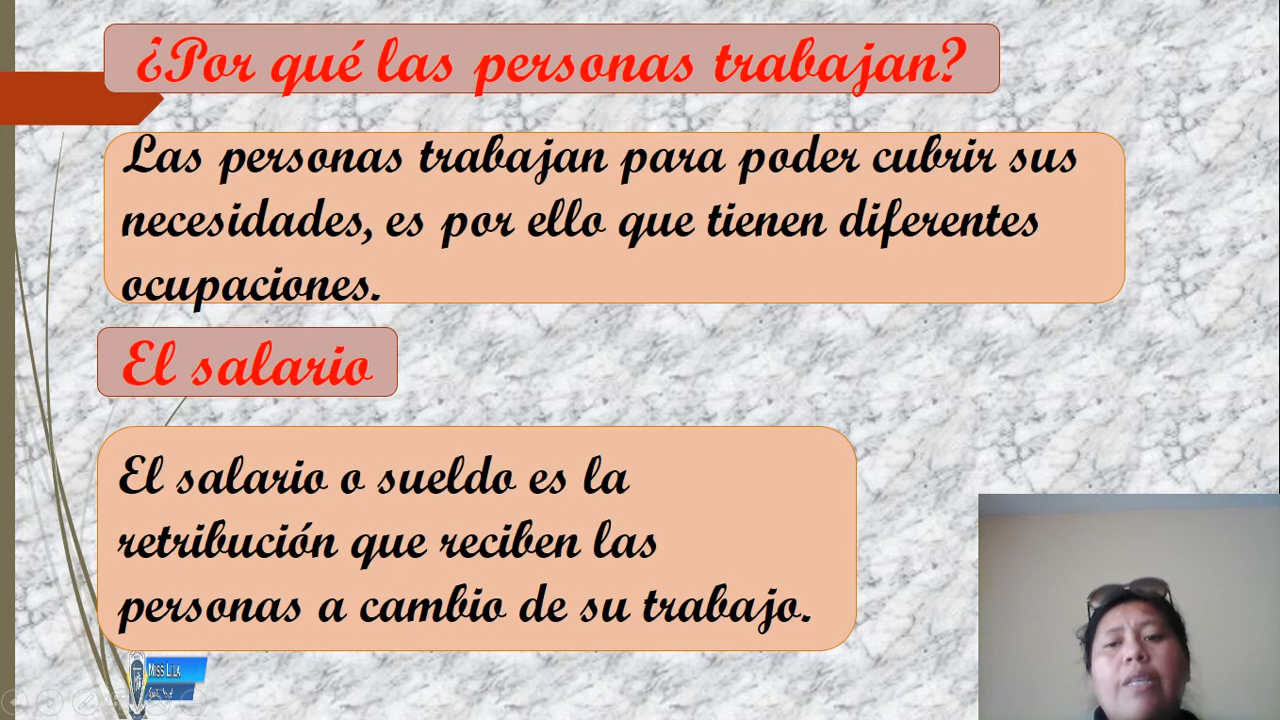 ¿Por qué las personas trabajan?
Las personas trabajan para poder cubrir sus
necesidades, es por ello que tienen diferentes
ocupaciones.
El salario
El salario o sueldo es la
retribución que reciben las
personas a cambio de su trabajo.
MISS LILA